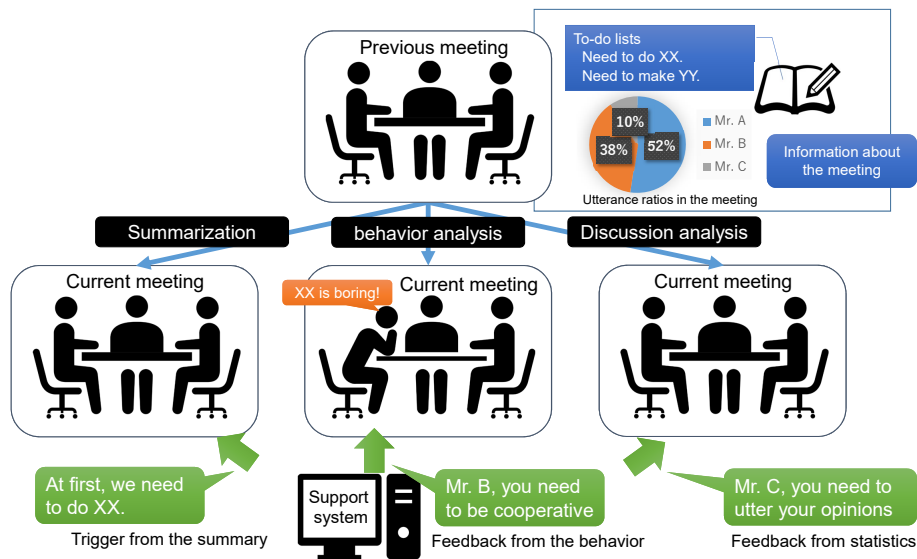 Previous meeting
To-do lists
Need to do XX.
Need to make YY.
10%
38%
52%
Mr. A
Mr. B
Mr. C
Utterance ratios in the meeting
Information about
the meeting
Summarization
behavior analysis
Discussion analysis
Current meeting
XX is boring!
Current meeting
Current meeting
At first, we need
to do XX.
Trigger from the summary
Support
system
Mr. B, you need
to be cooperative
Feedback from the behavior
Mr. C, you need to
utter your opinions
Feedback from statistics